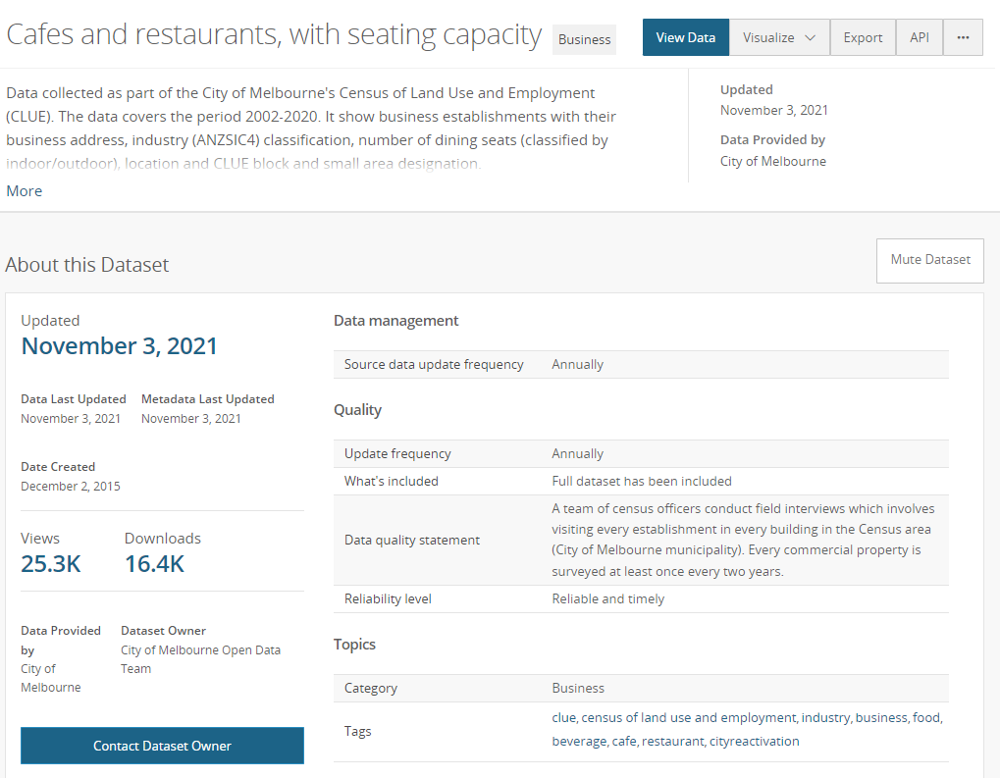 Cafes and restaurants, with seating capacity Business View Data Visualize Export API ...
Data collected as part of the City of Melbourne's Census of Land Use and Employment
(CLUE). The data covers the period 2002-2020. It show business establishments with their
business address, industry (ANZSIC4) classification, number of dining seats (classified by
indoor/outdoor), location and CLUE block and small area designation.
More
Updated
November 3, 2021
Data Provided by
City of Melbourne
About this Dataset
Mute Dataset
Updated
November 3, 2021
Data Last Updated Metadata Last Updated
November 3, 2021 November 3, 2021
Date Created
December 2, 2015
Views Downloads
25.3K 16.4K
Data Provided
by
City of
Melbourne
Dataset Owner
City of Melbourne Open Data
Team
Contact Dataset Owner
Data management
Source data update frequency Annually
Quality
Update frequency Annually
What's included Full dataset has been included
Data quality statement
A team of census officers conduct field interviews which involves
visiting every establishment in every building in the Census area
(City of Melbourne municipality). Every commercial property is
surveyed at least once every two years.
Reliability level Reliable and timely
Topics
Category Business
Tags
clue, census of land use and employment, industry, business, food,
beverage, cafe, restaurant, cityreactivation